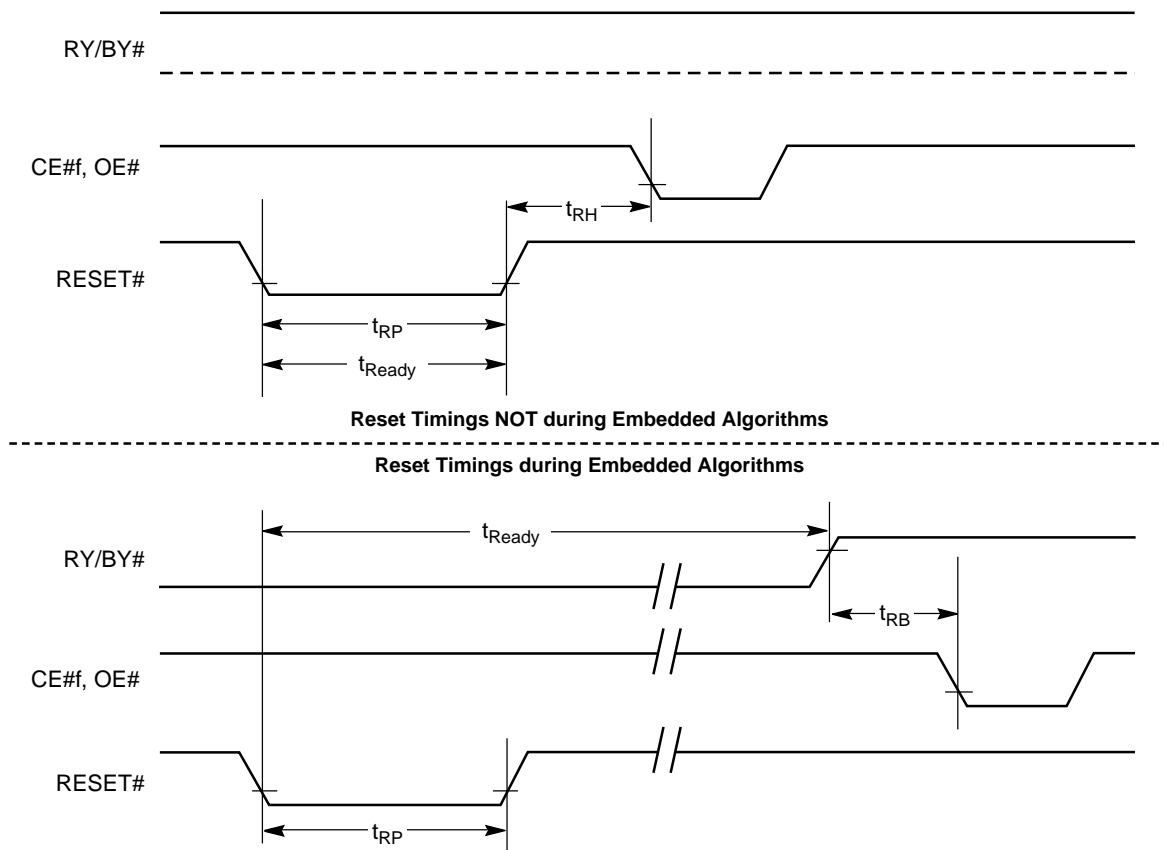 RY/BY#
CE#f, OE#
tRH
RESET#
tRP
tReady
Reset Timings NOT during Embedded Algorithms
Reset Timings during Embedded Algorithms
tReady
RY/BY#
tRB
CE#f, OE#
RESET#
tRP